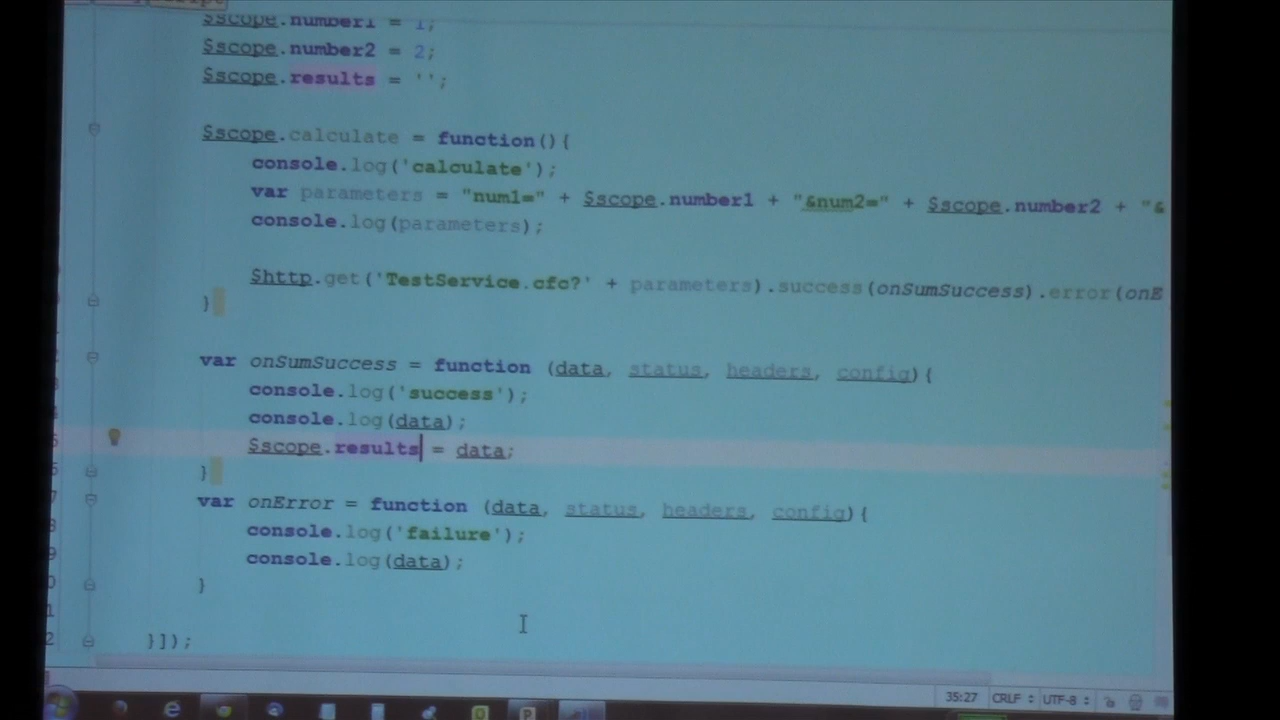 $scope.number1 = 1;
$scope.number2 = 2;
$scope.results = '';
$scope.calculate = function(){
console.log('calculate');
var parameters = "num1=" + $scope.number1 + "&num2=" + $scope.number2 + "&
console.log(parameters);
$http.get('TestService.cfc?' + parameters).success(onSumSuccess).error(onE
}
var onSumSuccess = function (data, status, headers, config){
console.log('success');
console.log(data);
$scope.results = data;
}
var onError = function (data, status, headers, config){
console.log('failure');
console.log(data);
}
}]);
35:27 CRLF UTF-8